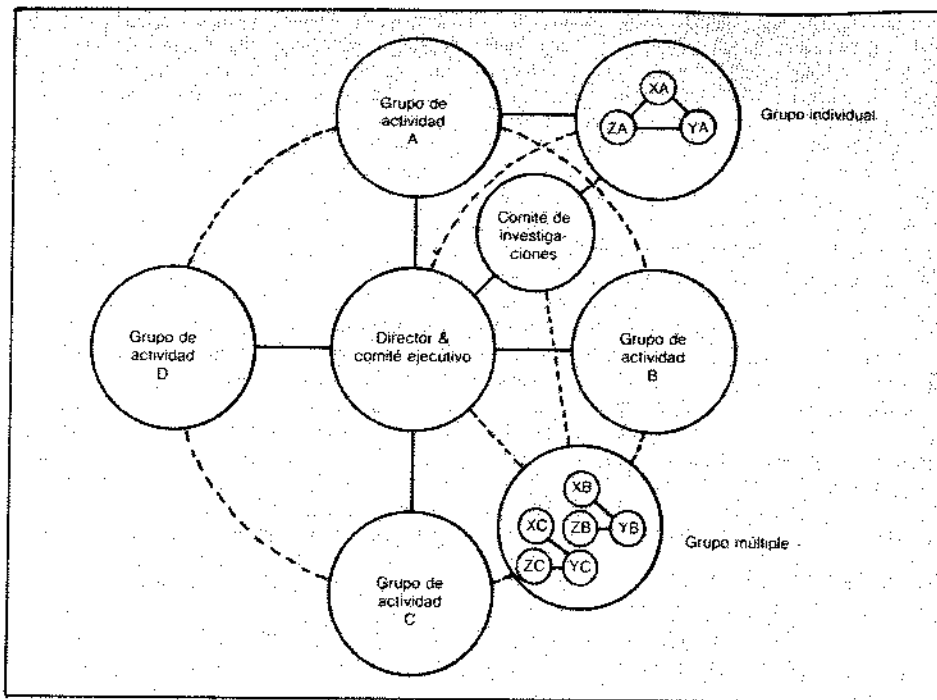 Grupo de
actividad
A
XA
ZA
YA
Grupo individual
Comité de
investiga-
ciones
Grupo de
actividad
D
Director &
comité ejecutivo
Grupo de
actividad
B
XB
XC
ZB
YB
ZC
YC
Grupo múltiple
Grupo de
actividad
C